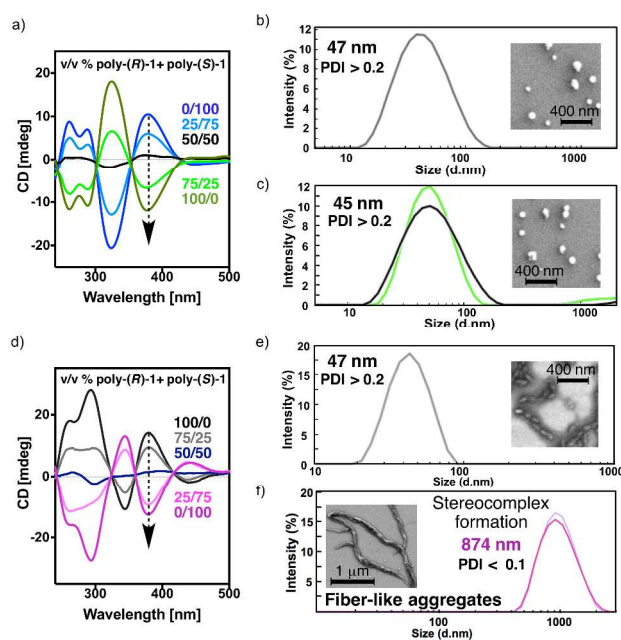 a)
v/v % poly-(R)-1+ poly-(S)-1
0/100
25/75
50/50
75/25
100/0
CD [mdeg]
20
10
0
-10
-20
300
400
500
Wavelength [nm]
b)
47 nm
PDI > 0.2
400 nm
Intensity (%)
12
10
8
6
4
2
0
10
100
1000
Size (d.nm)
c)
45 nm
PDI > 0.2
400 nm
Intensity (%)
12
10
8
6
4
2
0
10
100
1000
Size (d.nm)
d)
v/v % poly-(R)-1+ poly-(S)-1
100/0
75/25
50/50
25/75
0/100
CD [mdeg]
20
0
-20
300
400
500
Wavelength [nm]
e)
47 nm
PDI > 0.2
400 nm
Intensity (%)
20
15
10
5
0
10
100
1000
Size (d.nm)
f)
Stereocomplex
formation
874 nm
PDI < 0.1
1 μm
Fiber-like aggregates
Intensity (%)
20
15
10
5
10
100
1000
Size (d.nm)